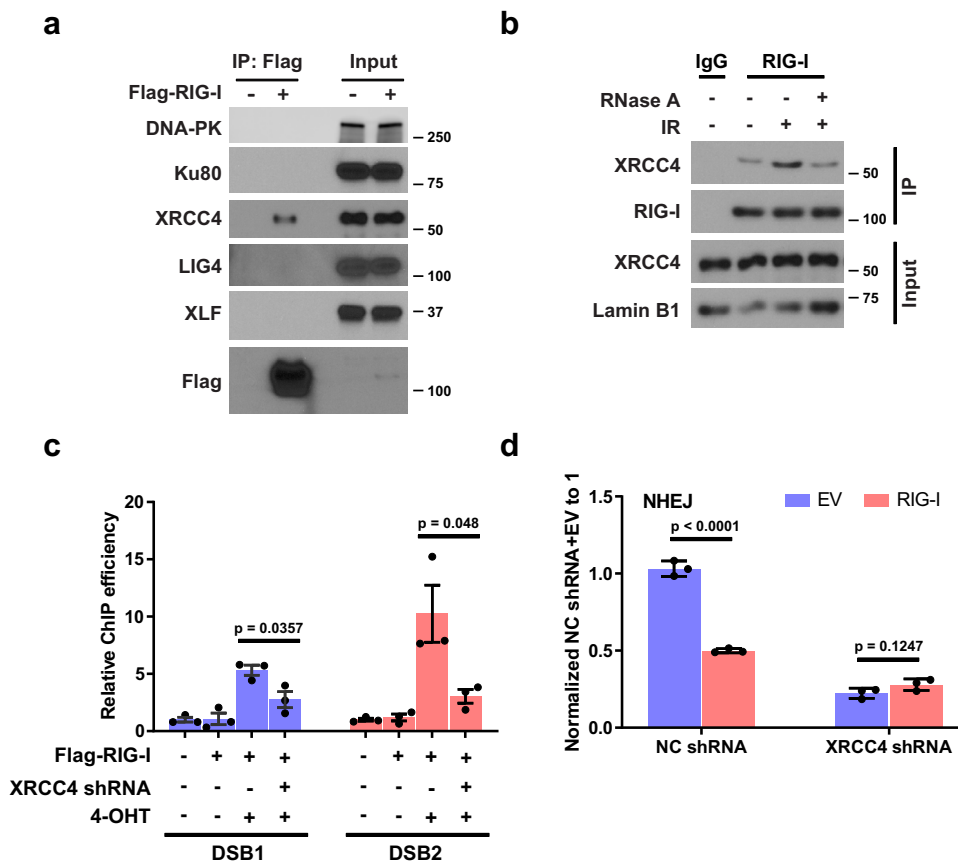 a
IP: Flag Input
Flag-RIG-I - + - +
DNA-PK
250
Ku80
75
XRCC4
50
LIG4
100
XLF
37
Flag
100
b
IgG RIG-I
RNase A - - - +
IR - - + +
XRCC4
50
RIG-I
100
IP
XRCC4
50
75
Lamin B1
Input
c
Relative ChIP efficiency
20
15
10
5
0
p = 0.0357
p = 0.048
Flag-RIG-I - + + + - + + +
XRCC4 shRNA - - - + - - - +
4-OHT - - + + - - + +
DSB1 DSB2
d
Normalized NC shRNA+EV to 1
1.5
1.0
0.5
0.0
NHEJ
EV RIG-I
p < 0.0001
p = 0.1247
NC shRNA XRCC4 shRNA